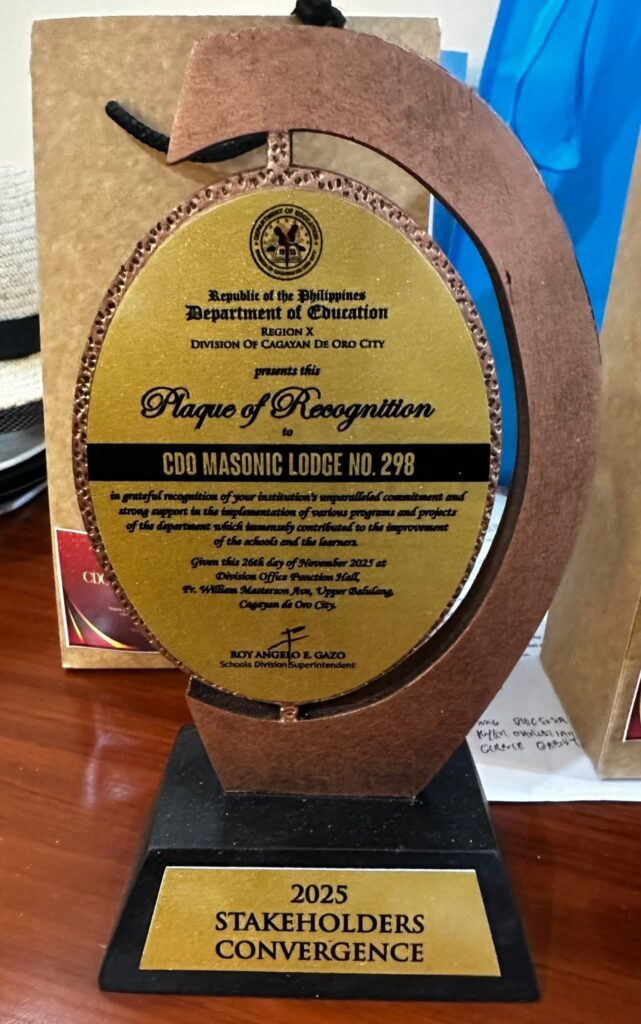 DEPARTMENT OF EDUCATION
Republic of the Philippines
Department of Education
REGION X
DIVISION OF CAGAYAN DE ORO CITY
presents this
Plaque of Recognition
to
CDO MASONIC LODGE NO. 298
in grateful recognition of your institution's unparalleled commitment and
strong support in the implementation of various programs and projects
of the department which immensely contributed to the improvement
of the schools and the learners.
Given this 26th day of November 2025 at
Division Office Function Hall,
Fr. William Masterson Ave, Upper Balulang,
Cagayan de Oro City.
ROY ANGELO E. GAZO
Schools Division Superintendent
2025
STAKEHOLDERS
CONVERGENCE
CDO